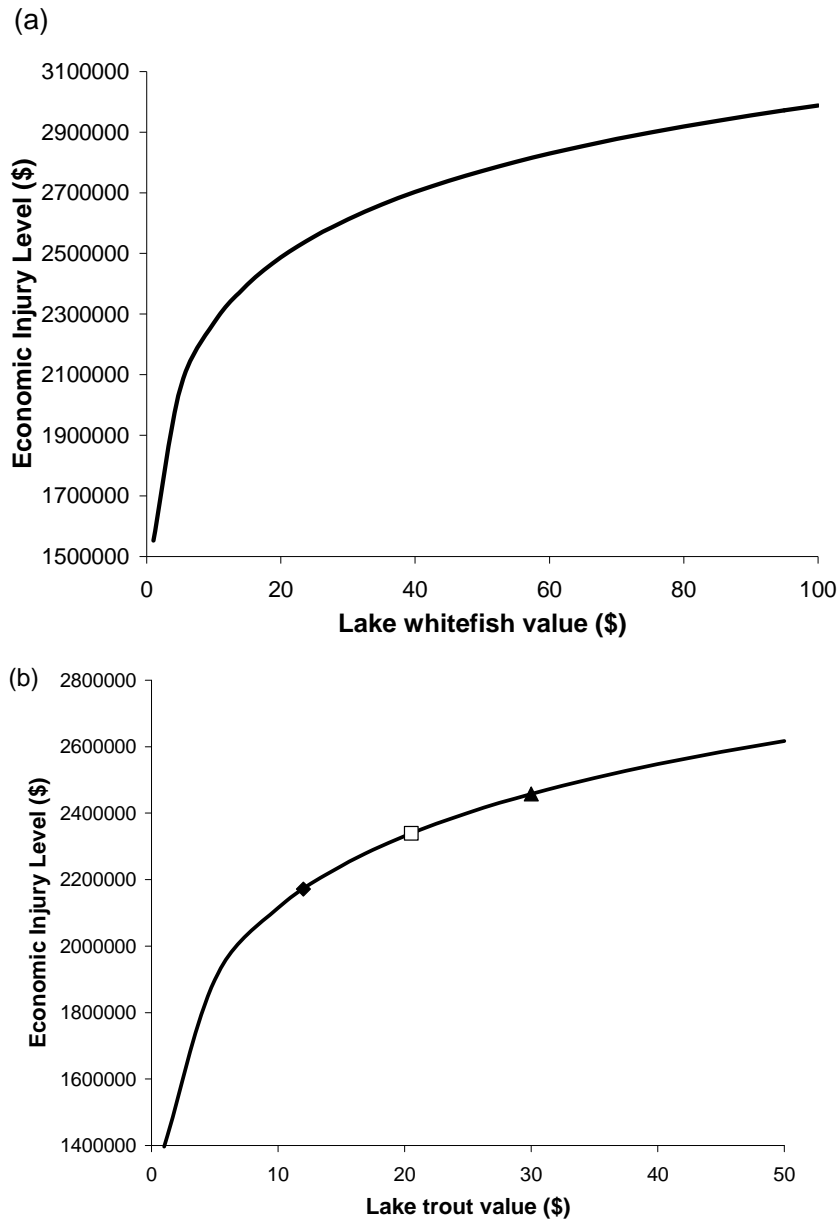 (a)
3100000
2900000
2700000
2500000
2300000
2100000
1900000
1700000
1500000
Economic Injury Level ($)
0 20 40 60 80 100
Lake whitefish value ($)
(b)
2800000
2600000
2400000
2200000
2000000
1800000
1600000
1400000
Economic Injury Level ($)
0 10 20 30 40 50
Lake trout value ($)